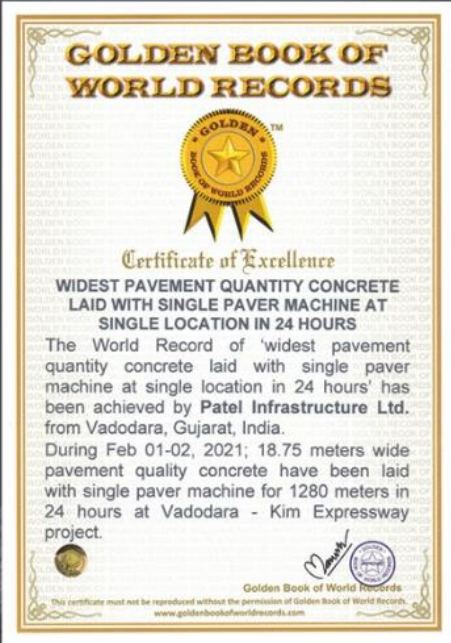 GOLDEN BOOK OF
WORLD RECORDS
GOLDEN
BOOK OF WORLD RECORDS
TM
Certificate of Excellence
WIDEST PAVEMENT QUANTITY CONCRETE
LAID WITH SINGLE PAVER MACHINE AT
SINGLE LOCATION IN 24 HOURS
The World Record of 'widest pavement
quantity concrete laid with single paver
machine at single location in 24 hours' has
been achieved by Patel Infrastructure Ltd.
from Vadodara, Gujarat, India.
During Feb 01-02, 2021; 18.75 meters wide
pavement quality concrete have been laid
with single paver machine for 1280 meters in
24 hours at Vadodara - Kim Expressway
project.
Golden Book of World Records
This certificate must not be reproduced without the permission of Golden Book of World Records.
www.goldenbookofworldrecords.com